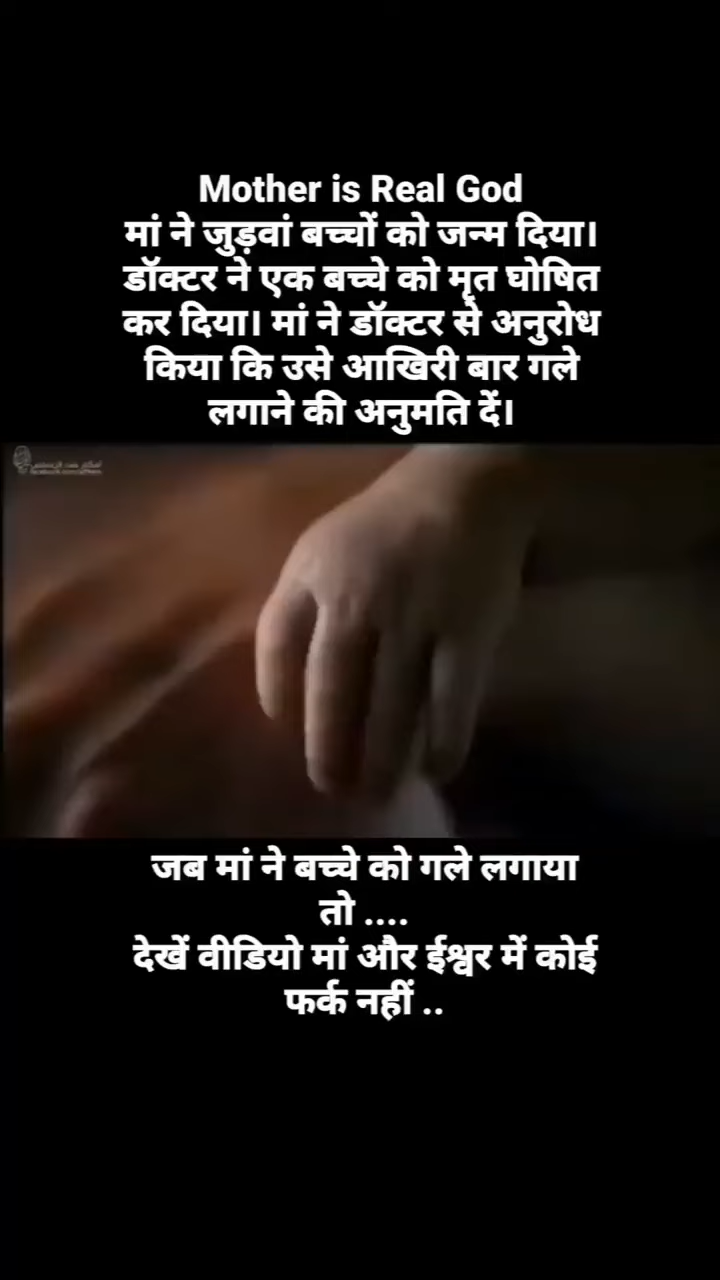 Mother is Real God
मां ने जुड़वां बच्चों को जन्म दिया।
डॉक्टर ने एक बच्चे को मृत घोषित
कर दिया। मां ने डॉक्टर से अनुरोध
किया कि उसे आखिरी बार गले
लगाने की अनुमति दें।
जब मां ने बच्चे को गले लगाया
तो ....
देखें वीडियो मां और ईश्वर में कोई
फर्क नहीं ..